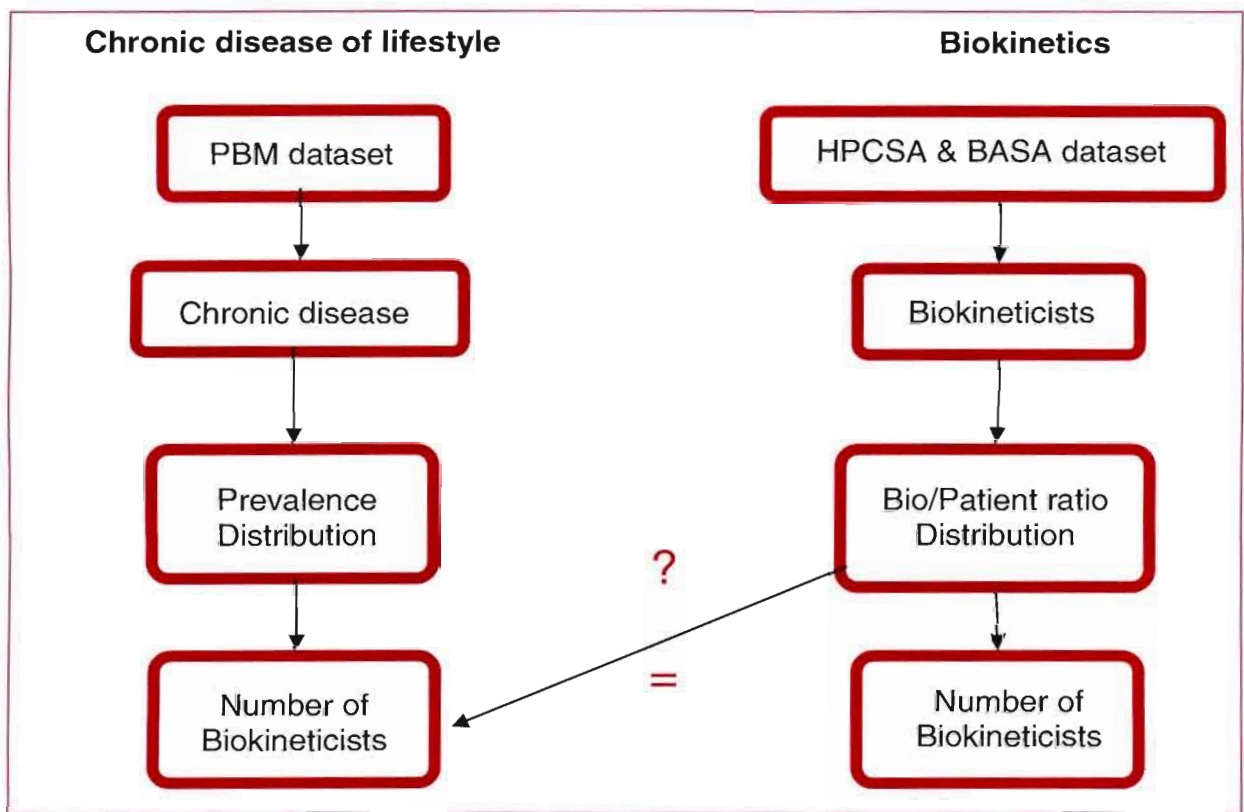 Chronic disease of lifestyle
PBM dataset
Chronic disease
Prevalence
Distribution
Number of
Biokineticists
?
=
Biokinetics
HPCSA & BASA dataset
Biokineticists
Bio/Patient ratio
Distribution
Number of
Biokineticists